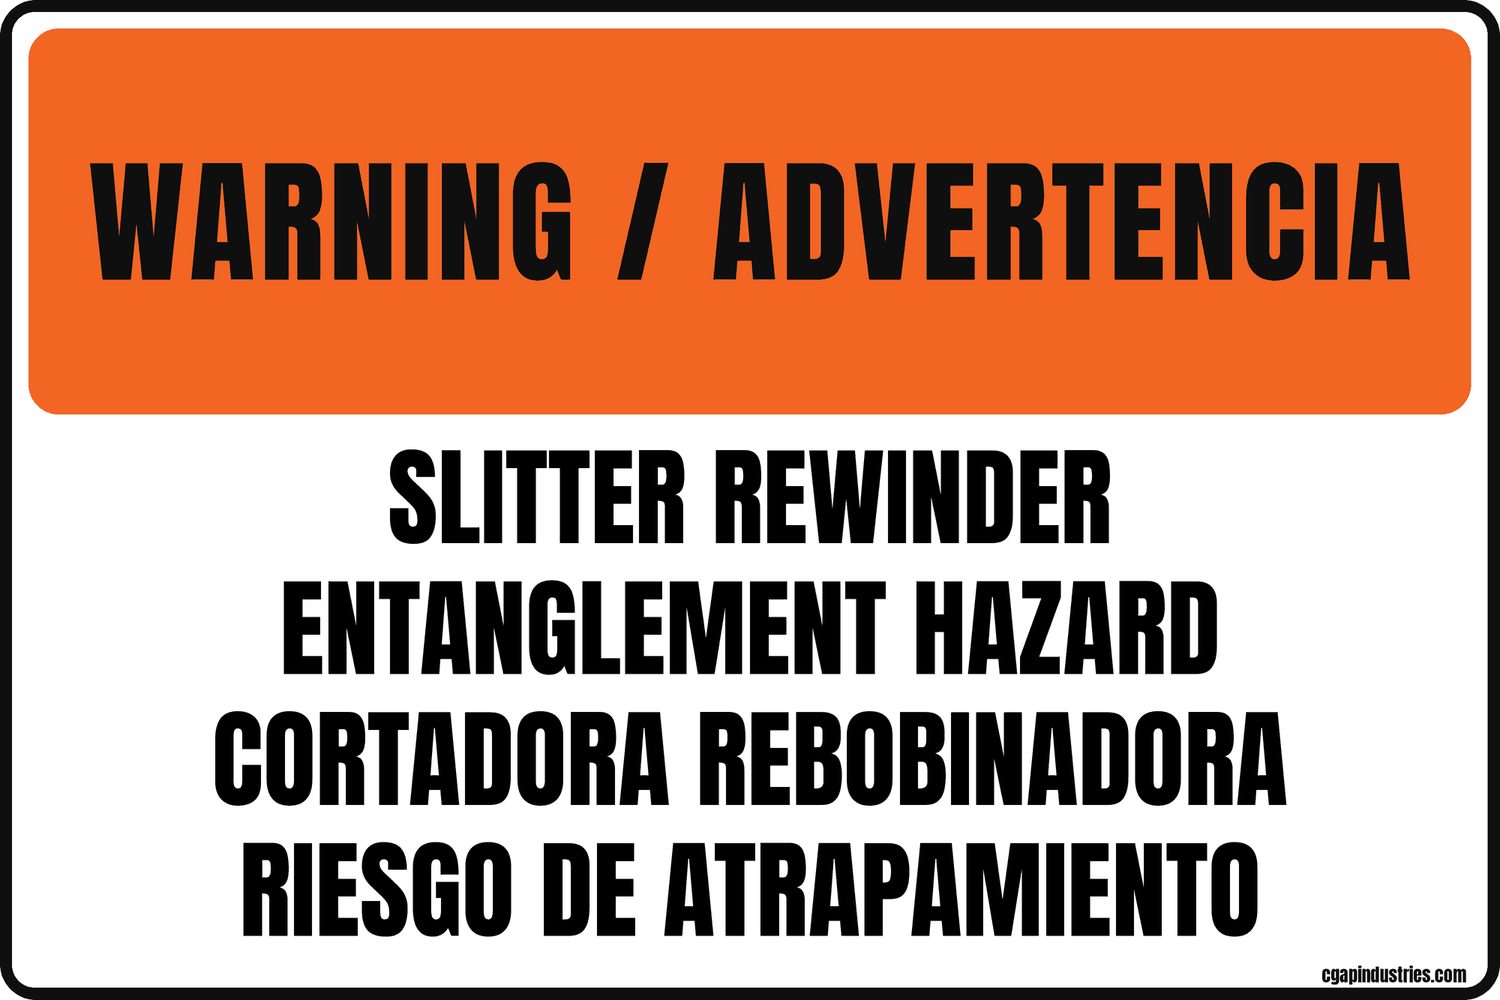 WARNING / ADVERTENCIA
SLITTER REWINDER
ENTANGLEMENT HAZARD
CORTADORA REBOBINADORA
RIESGO DE ATRAPAMIENTO
cgapindustries.com